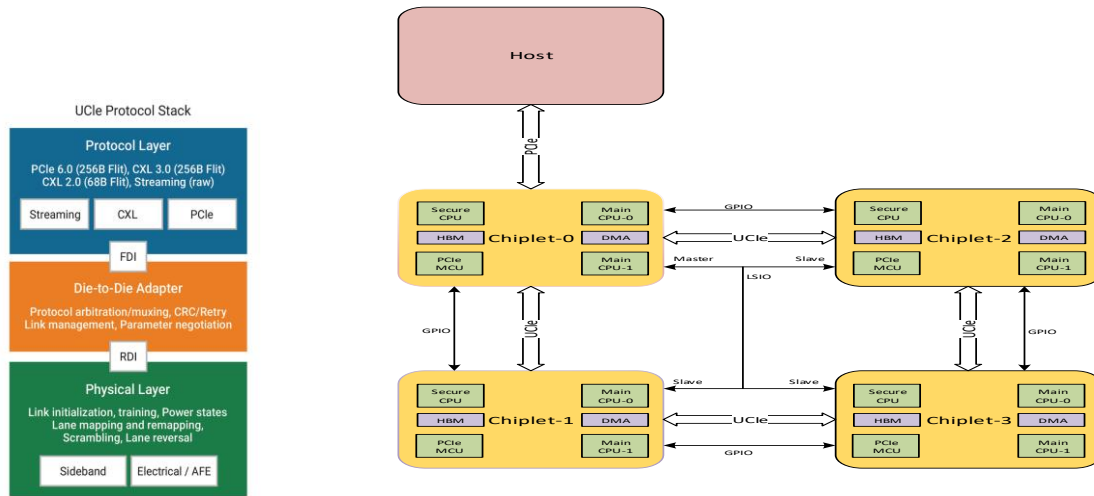 UCIe Protocol Stack
Protocol Layer
PCIe 6.0 (256B Flit), CXL 3.0 (256B Flit)
CXL 2.0 (68B Flit), Streaming (raw)
Streaming
CXL
PCIe
FDI
Die-to-Die Adapter
Protocol arbitration/muxing, CRC/Retry
Link management, Parameter negotiation
RDI
Physical Layer
Link initialization, training, Power states
Lane mapping and remapping,
Scrambling, Lane reversal
Sideband
Electrical / AFE
Host
PCIe
Secure
CPU
Main
CPU-0
HBM
Chiplet-0
DMA
PCIe
MCU
Main
CPU-1
GPIO
UCIe
Master
Slave
LSIO
Secure
CPU
Main
CPU-0
HBM
Chiplet-2
DMA
PCIe
MCU
Main
CPU-1
GPIO
UCIe
UCIe
GPIO
Secure
CPU
Main
CPU-0
HBM
Chiplet-1
DMA
PCIe
MCU
Main
CPU-1
Slave
Slave
UCIe
GPIO
Secure
CPU
Main
CPU-0
HBM
Chiplet-3
DMA
PCIe
MCU
Main
CPU-1